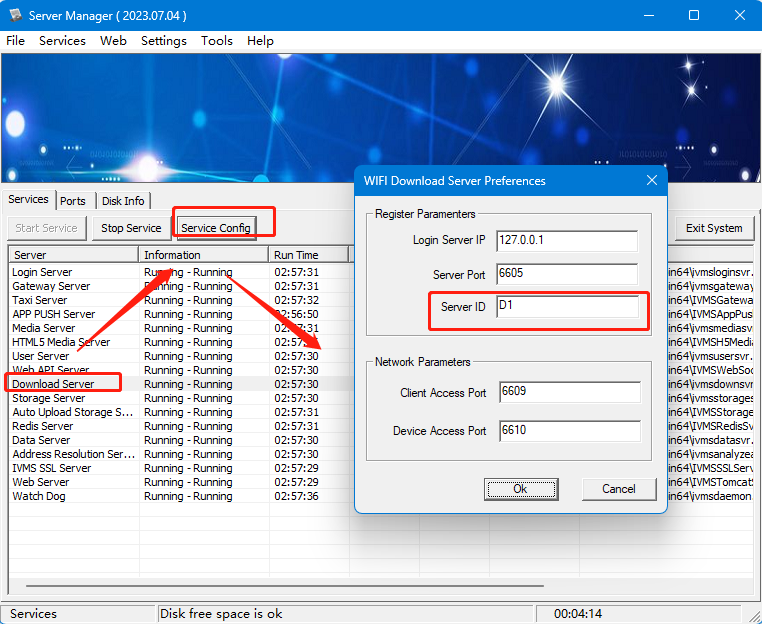 Server Manager ( 2023.07.04 )
File Services Web Settings Tools Help
Services Ports Disk Info
Start Service Stop Service Service Config Exit System
Server Information Run Time
Login Server Running - Running 02:57:31 in64\ivmsloginsvr.
Gateway Server Running - Running 02:57:31 in64\ivmsgateway
Taxi Server Running - Running 02:57:32 in64\IVMSGatewa
APP PUSH Server Running - Running 02:56:50 in64\IVMSAppPus
Media Server Running - Running 02:57:31 in64\ivmsmediasv
HTML5 Media Server Running - Running 02:57: in64\IVMSH5Medi
User Server Running - Running 02:57:30 in64\ivmsusersvr.
Web API Server Running - Running 02:57:30 in64\IVMSWebSoc
Download Server Running - Running 02:57:30 in64\ivmsdownsvr
Storage Server Running - Running 02:57:30 in64\ivmsstorages
Auto Upload Storage S... Running - Running 02:57:31 in64\IVMSStorage
Redis Server Running - Running 02:57:31 in64\IVMSRedisSv
Data Server Running - Running 02:57:30 in64\ivmsdatasvr.
Address Resolution Ser... Running - Running 02:57:30 in64\ivmsanalyzea
IVMS SSL Server Running - Running 02:57:29 in64\IVMSSSLServ
Web Server Running - Running 02:57:29 in64\IVMSTomcat
Watch Dog Running - Running 02:57:36 in64\ivmsdaemon.
WIFI Download Server Preferences
Register Paramenters
Login Server IP 127.0.0.1
Server Port 6605
Server ID D1
Network Parameters
Client Access Port 6609
Device Access Port 6610
Ok Cancel
Services Disk free space is ok 00:04:14